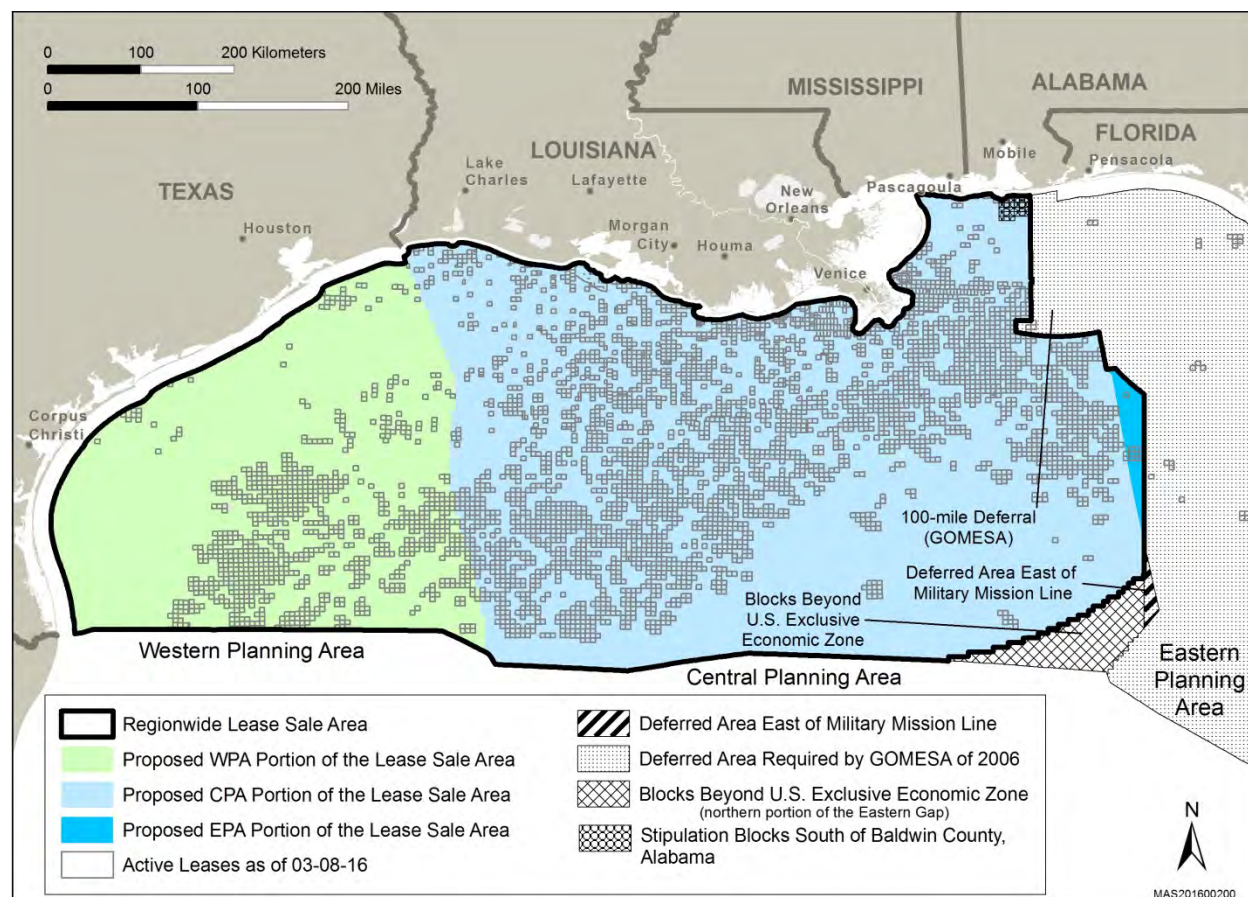 0 100 200 Kilometers
0 100 200 Miles
MISSISSIPPI
ALABAMA
FLORIDA
LOUISIANA
TEXAS
Mobile
Pensacola
Pascagoula
Lake
Charles
Lafayette
New
Orleans
Morgan
City
Houma
Houston
Venice
Corpus
Christi
100-mile Deferral
(GOMESA)
Deferred Area East of
Military Mission Line
Blocks Beyond
U.S. Exclusive
Economic Zone
Western Planning Area
Central Planning Area
Eastern
Planning
Area
Regionwide Lease Sale Area
Proposed WPA Portion of the Lease Sale Area
Proposed CPA Portion of the Lease Sale Area
Proposed EPA Portion of the Lease Sale Area
Active Leases as of 03-08-16
Deferred Area East of Military Mission Line
Deferred Area Required by GOMESA of 2006
Blocks Beyond U.S. Exclusive Economic Zone
(northern portion of the Eastern Gap)
Stipulation Blocks South of Baldwin County,
Alabama
N
MAS201600200